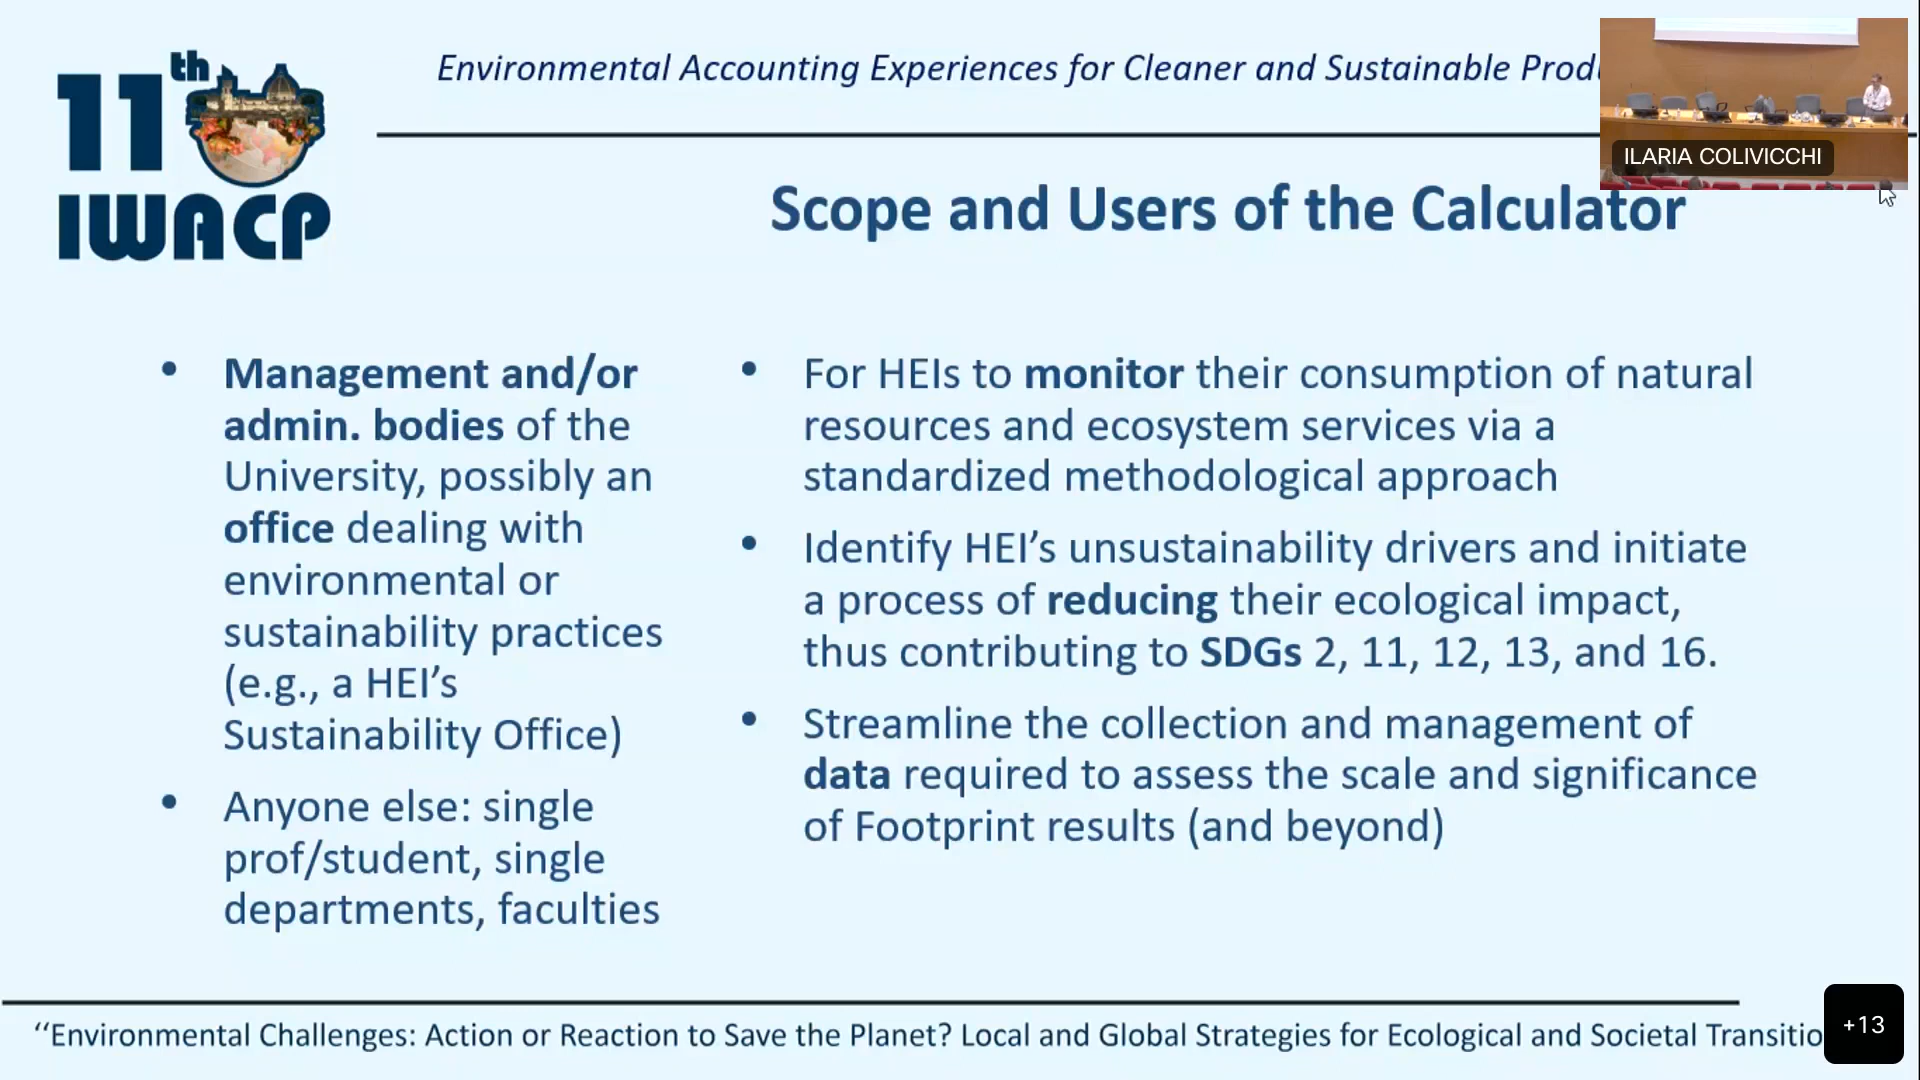 11th
IWACP
Environmental Accounting Experiences for Cleaner and Sustainable
ILARIA COLIVICCHI
Scope and Users of the Calculator
• Management and/or
admin. bodies of the
University, possibly an
office dealing with
environmental or
sustainability practices
(e.g., a HEI’s
Sustainability Office)
• Anyone else: single
prof/student, single
departments, faculties
• For HEIs to monitor their consumption of natural
resources and ecosystem services via a
standardized methodological approach
• Identify HEI’s unsustainability drivers and initiate
a process of reducing their ecological impact,
thus contributing to SDGs 2, 11, 12, 13, and 16.
• Streamline the collection and management of
data required to assess the scale and significance
of Footprint results (and beyond)
‘‘Environmental Challenges: Action or Reaction to Save the Planet? Local and Global Strategies for Ecological and Societal
+13